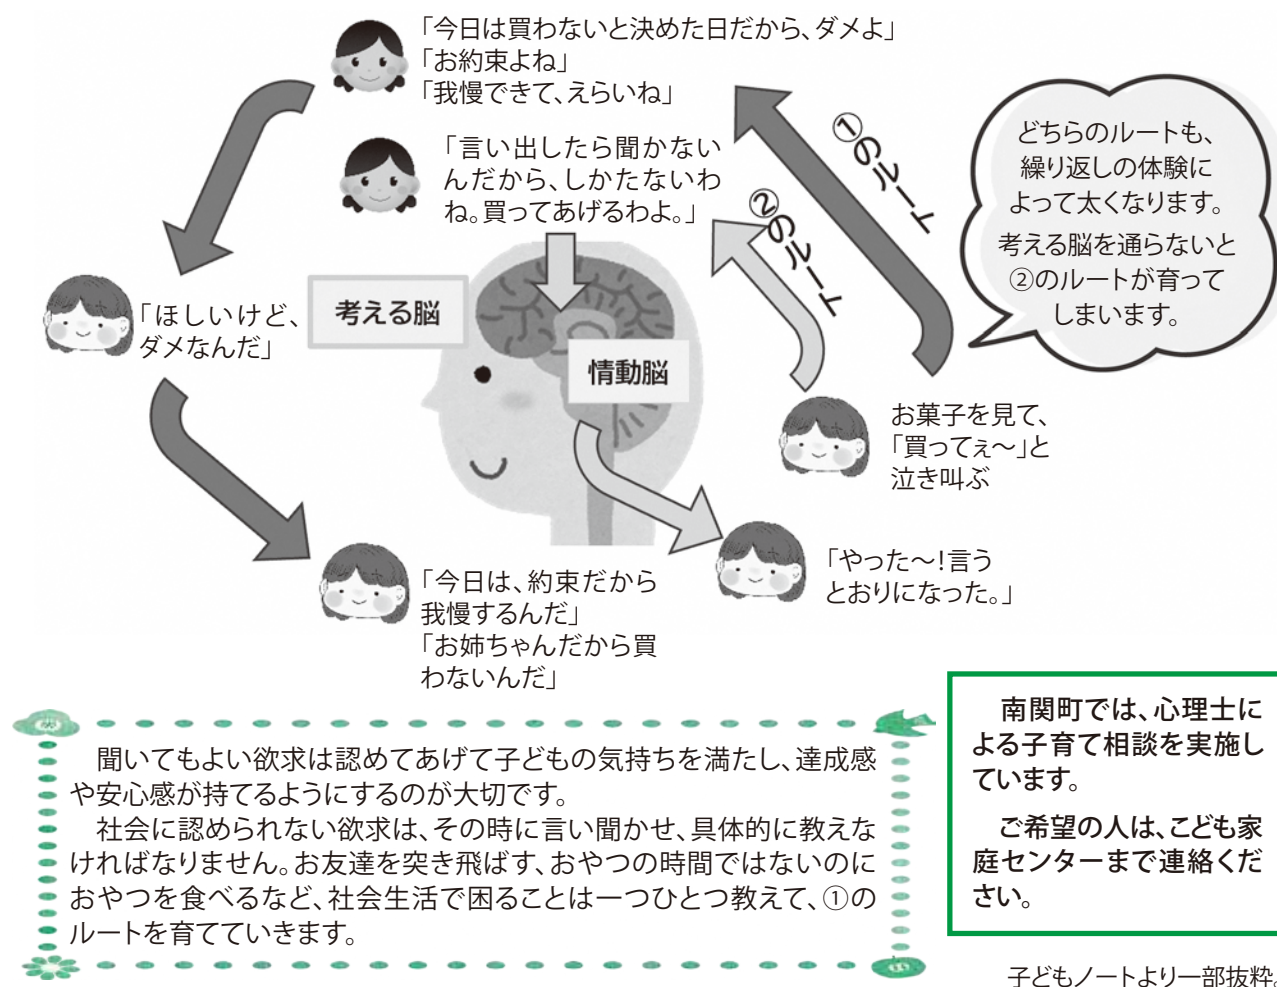 「今日は買わないと決めた日だから、ダメよ」
「お約束よね」
「我慢できて、えらいね」
「言い出したら聞かない
んだから、しかたないわ
ね。買ってあげるわよ。」
①のルート
②のルート
どちらのルートも、
繰り返しの体験に
よって太くなります。
考える脳を通らないと
②のルートが育って
しまいます。
「ほしいけど、
ダメなんだ」
考える脳
情動脳
お菓子を見て、
「買ってぇ〜」と
泣き叫ぶ
「やった〜!言う
とおりになった。」
「今日は、約束だから
我慢するんだ」
「お姉ちゃんだから買
わないんだ」
聞いてもよい欲求は認めてあげて子どもの気持ちを満たし、達成感
や安心感が持てるようにするのが大切です。
社会に認められない欲求は、その時に言い聞かせ、具体的に教えな
ければなりません。お友達を突き飛ばす、おやつの時間ではないのに
おやつを食べるなど、社会生活で困ることは一つひとつ教えて、①の
ルートを育てていきます。
南関町では、心理士に
よる子育て相談を実施し
ています。
ご希望の人は、こども家
庭センターまで連絡くだ
さい。
子どもノートより一部抜粋。